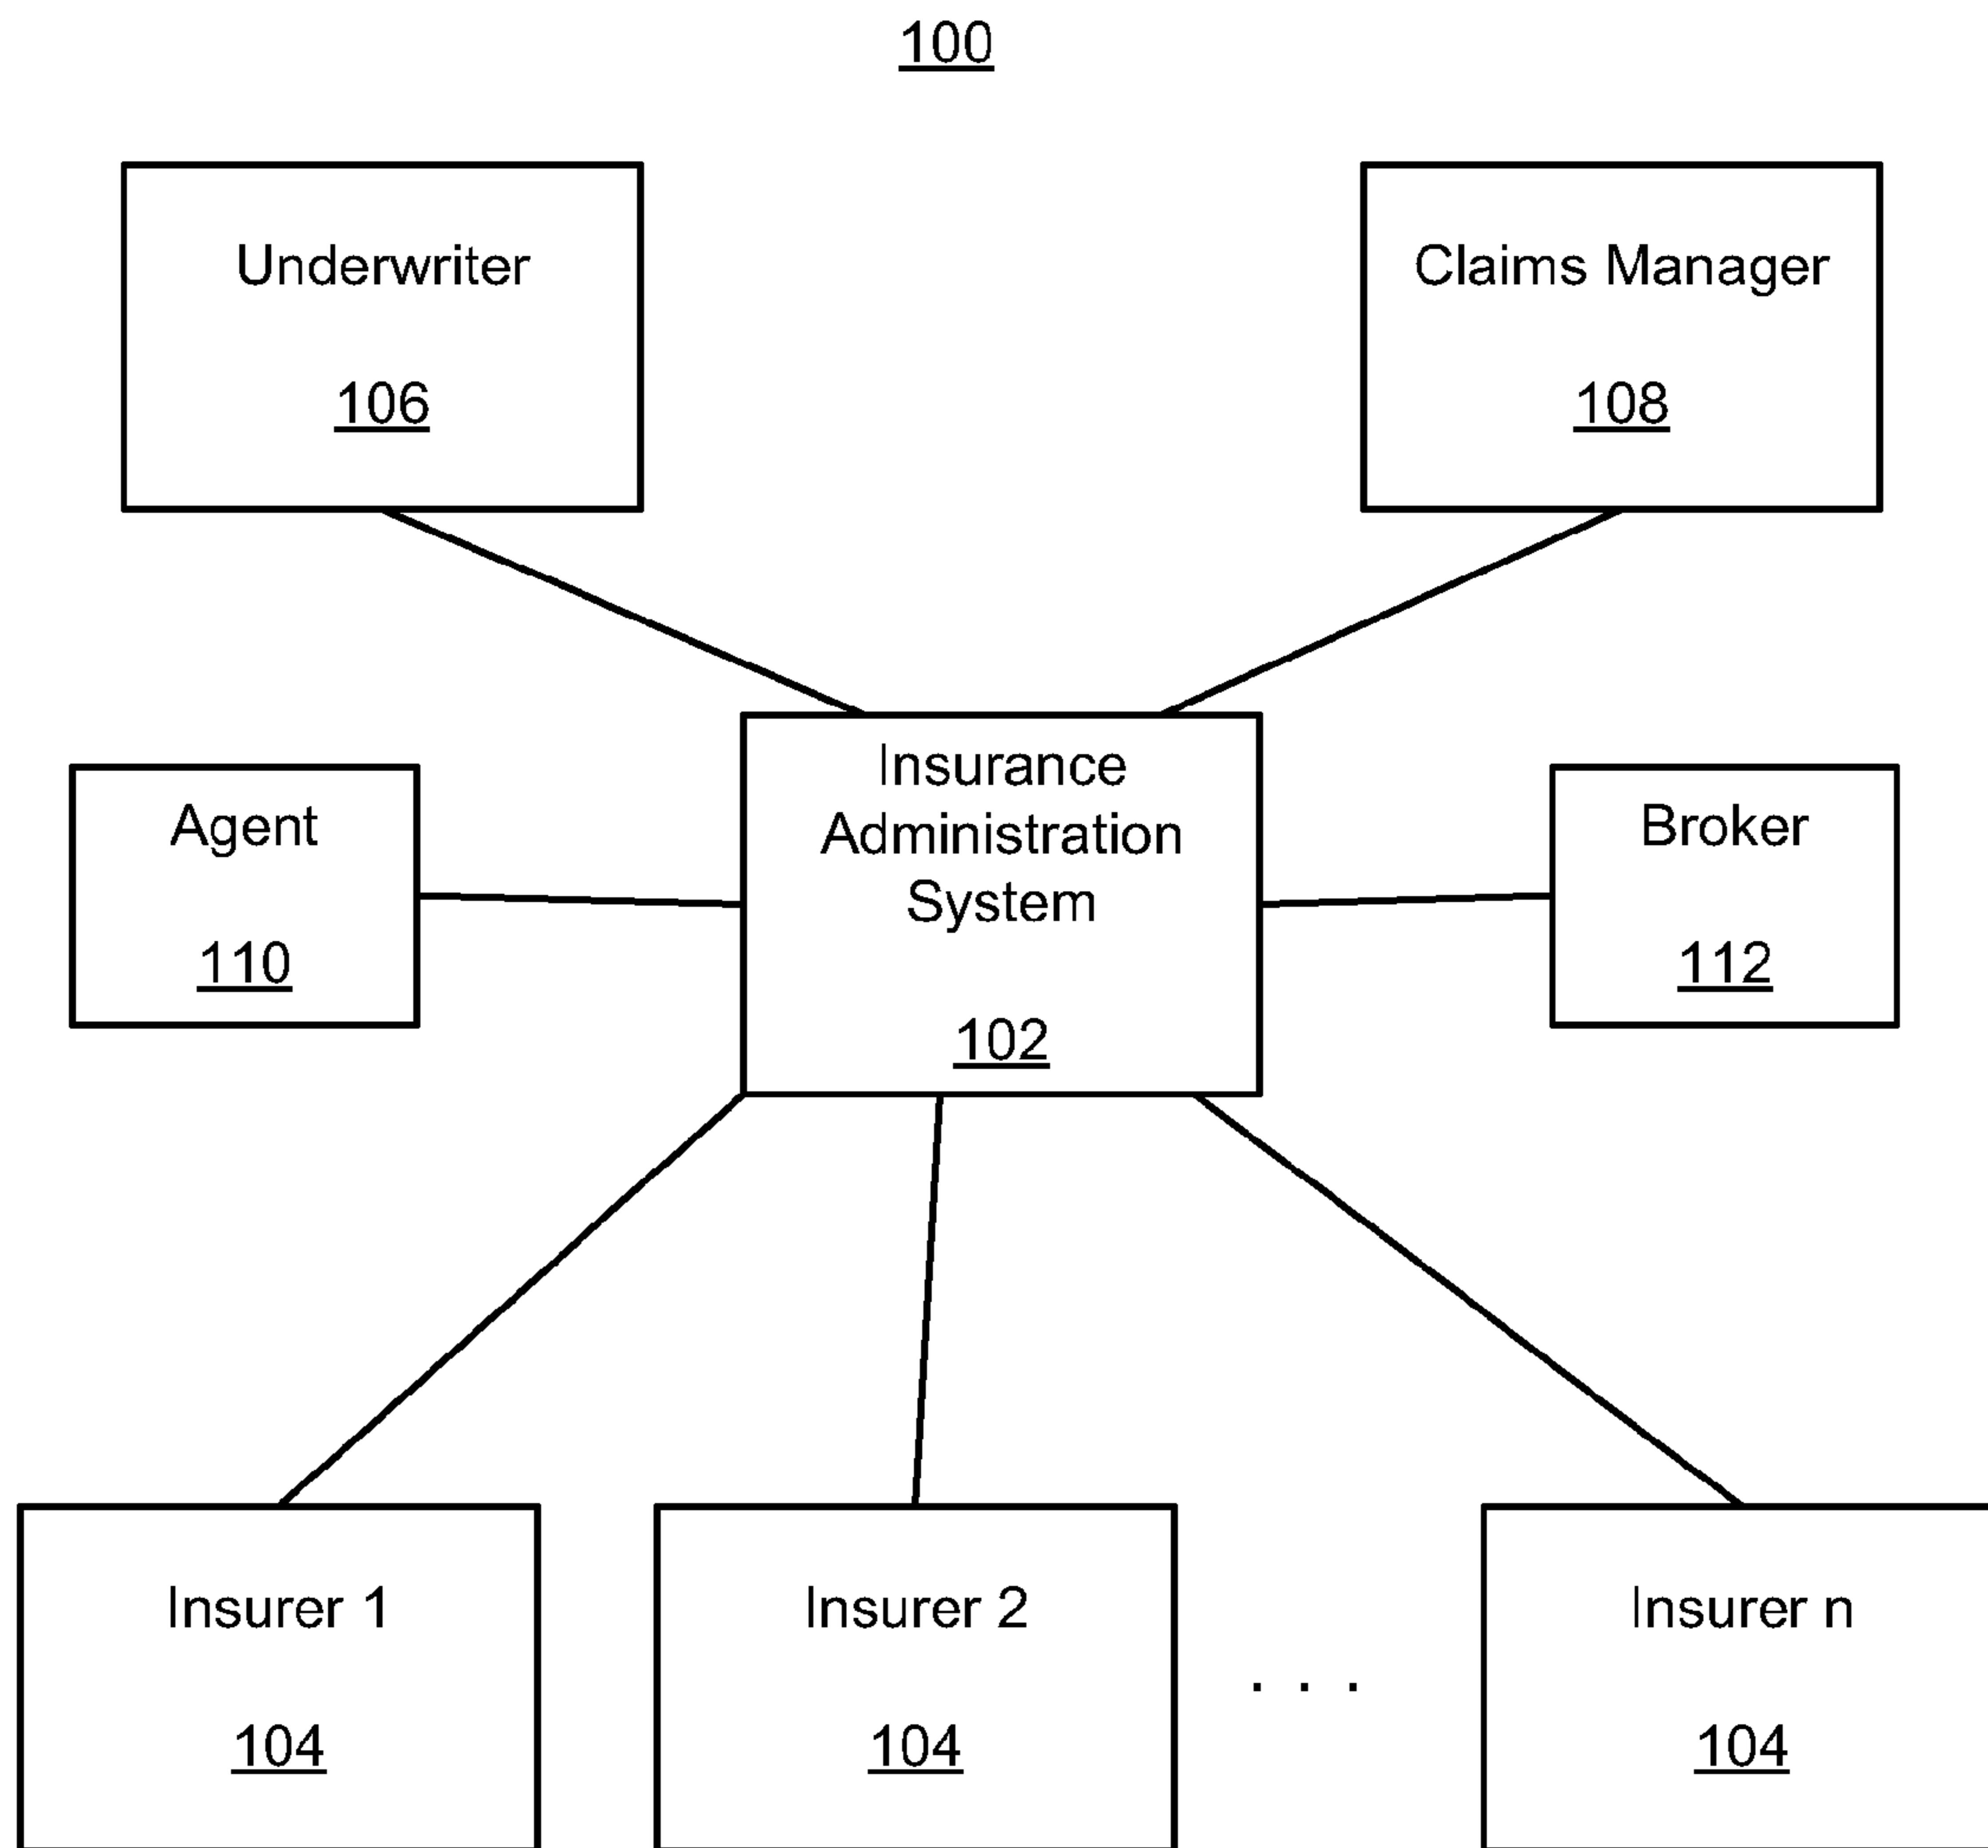 100
Underwriter
106
Claims Manager
108
Agent
110
Insurance
Administration
System
102
Broker
112
Insurer 1
104
Insurer 2
104
. . .
Insurer n
104